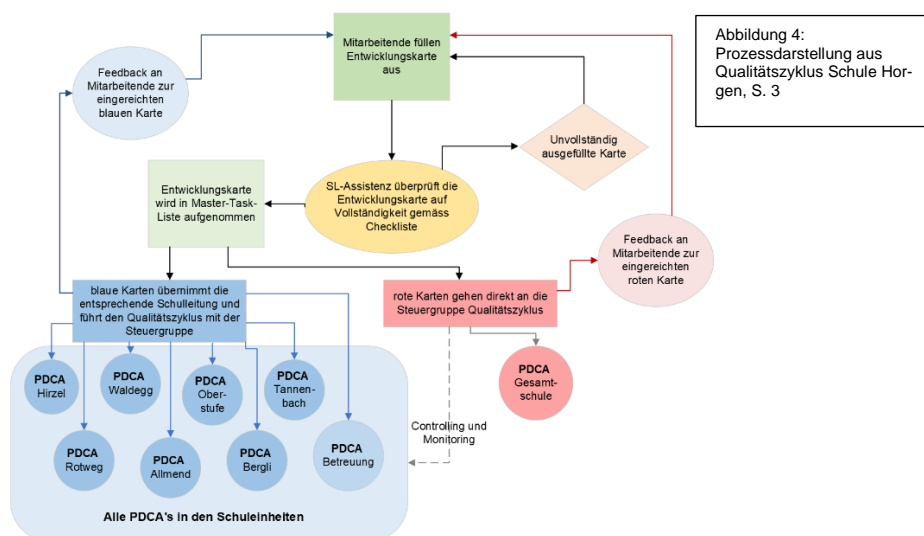 Abbildung 4:
Prozessdarstellung aus
Qualitätszyklus Schule Hor-
gen, S. 3
Mitarbeitende füllen
Entwicklungskarte
aus
Feedback an
Mitarbeitende zur
eingereichten
blauen Karte
Unvollständig
ausgefüllte Karte
SL-Assistenz überprüft die
Entwicklungskarte auf
Vollständigkeit gemäss
Checkliste
Entwicklungskarte
wird in Master-Task-
Liste aufgenommen
Feedback an
Mitarbeitende zur
eingereichten
roten Karte
blaue Karten übernimmt die
entsprechende Schulleitung und
führt den Qualitätszyklus mit der
Steuergruppe
rote Karten gehen direkt an die
Steuergruppe Qualitätszyklus
PDCA
Hirzel
PDCA
Waldegg
PDCA
Ober-
stufe
PDCA
Tannen-
bach
PDCA
Gesamt-
schule
Controlling und
Monitoring
PDCA
Rotweg
PDCA
Allmend
PDCA
Bergli
PDCA
Betreuung
Alle PDCA's in den Schuleinheiten